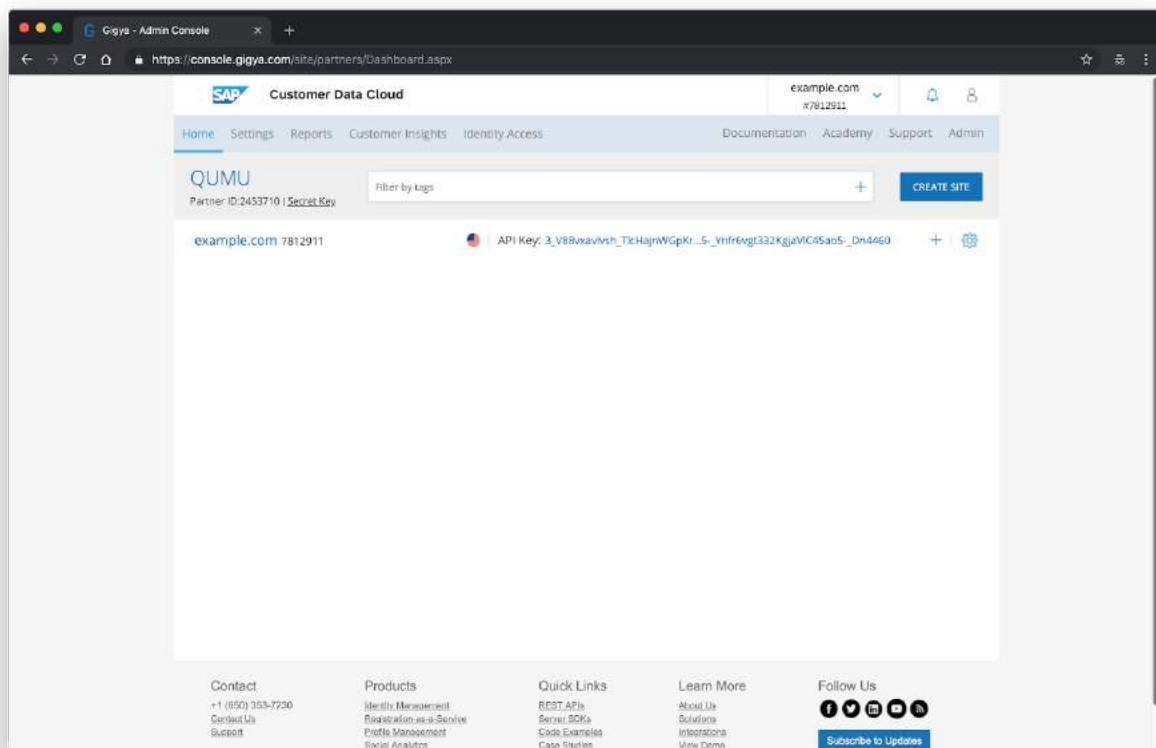 Gigya - Admin Console
https://console.gigya.com/site/partners/Dashboard.aspx
SAP Customer Data Cloud
example.com
#7812911
Home Settings Reports Customer Insights Identity Access Documentation Academy Support Admin
QUMU
Partner ID:2453710 | Secret Key
Filter by tags
CREATE SITE
example.com 7812911
API Key:
Contact Products Quick Links Learn More Follow Us
+1 (650) 353-7230 Identity Management REST APIs About Us
Contact Us Registration-as-a-Service Server SDKs Solutions
Support Profile Management Code Examples Integrations
Social Analytics Case Studies View Demo
Subscribe to Updates